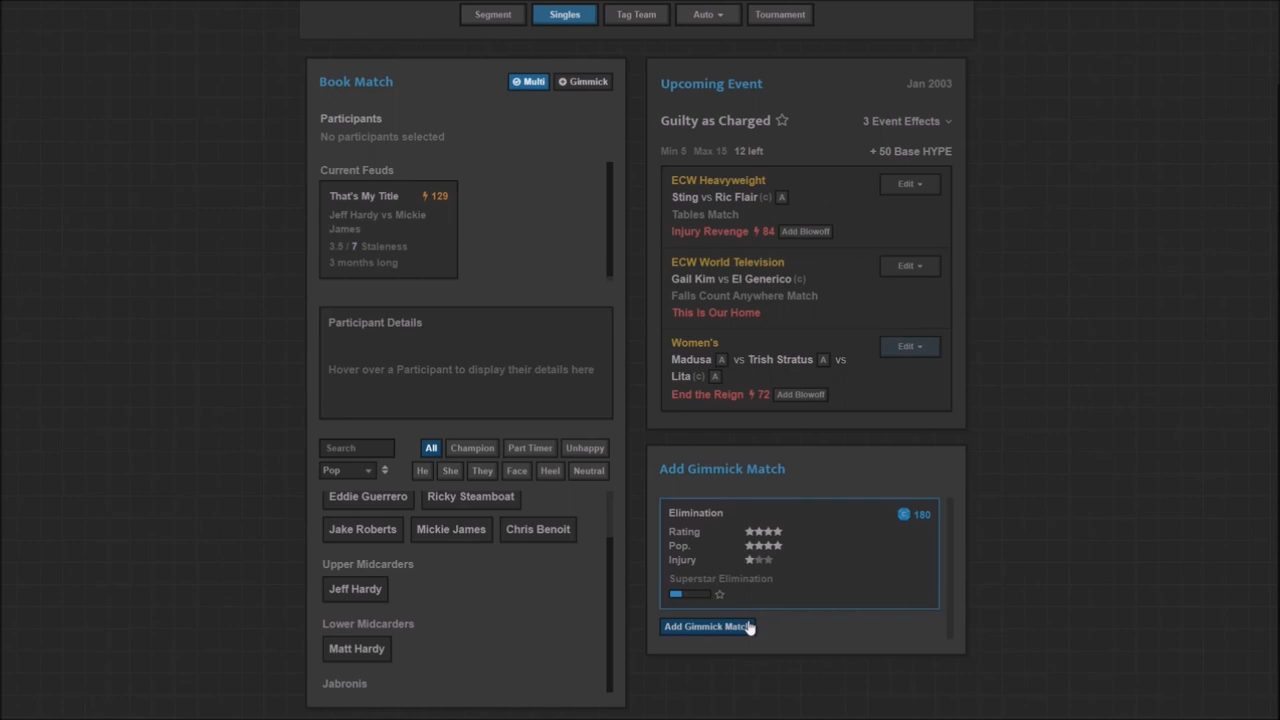 Segment
Singles
Tag Team
Auto
Tournament
Book Match
Multi
Gimmick
Participants
No participants selected
Current Feuds
That's My Title
129
Jeff Hardy vs Mickie
James
3.5 / 7 Staleness
3 months long
Participant Details
Hover over a Participant to display their details here
Search
All
Champion
Part Timer
Unhappy
Pop
He
She
They
Face
Heel
Neutral
Eddie Guerrero
Ricky Steamboat
Jake Roberts
Mickie James
Chris Benoit
Upper Midcarders
Jeff Hardy
Lower Midcarders
Matt Hardy
Jabronis
Upcoming Event
Jan 2003
Guilty as Charged
3 Event Effects
Min 5 Max 15 12 left
+ 50 Base HYPE
ECW Heavyweight
Edit
Sting vs Ric Flair (c) A
Tables Match
Injury Revenge 84 Add Blowoff
ECW World Television
Edit
Gail Kim vs El Generico (c)
Falls Count Anywhere Match
This Is Our Home
Women's
Edit
Madusa A vs Trish Stratus A vs
Lita (c) A
End the Reign 72 Add Blowoff
Add Gimmick Match
Elimination
180
Rating
Pop.
Injury
Superstar Elimination
Add Gimmick Match